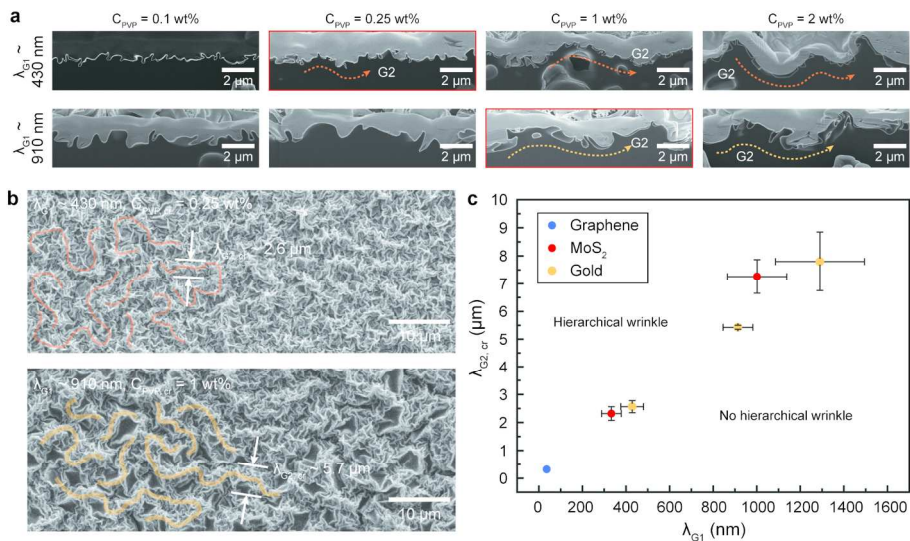 a
C_PVP = 0.1 wt%
C_PVP = 0.25 wt%
C_PVP = 1 wt%
C_PVP = 2 wt%
λ_G1 ~ 430 nm
2 μm
G2
2 μm
G2
2 μm
G2
2 μm
λ_G1 ~ 910 nm
2 μm
2 μm
G2
2 μm
G2
2 μm
b
λ_G1 ~ 430 nm, C_PVP, cr = 0.25 wt%
λ_G2, cr ~ 2.6 μm
10 μm
λ_G1 ~ 910 nm, C_PVP, cr = 1 wt%
λ_G2, cr ~ 5.7 μm
10 μm
c
Graphene
MoS₂
Gold
Hierarchical wrinkle
No hierarchical wrinkle
10
9
8
7
6
5
4
3
2
1
0
λ_G2, cr (μm)
0 200 400 600 800 1000 1200 1400 1600
λ_G1 (nm)